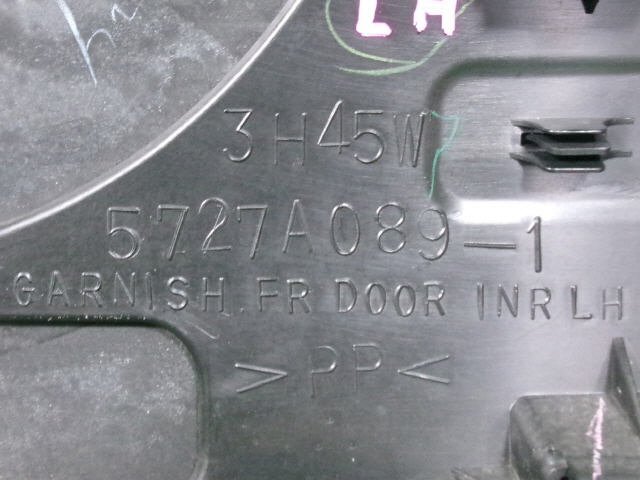 LH
3H45W
5727A089-1
GARNISH.FR DOOR INR LH
>PP<